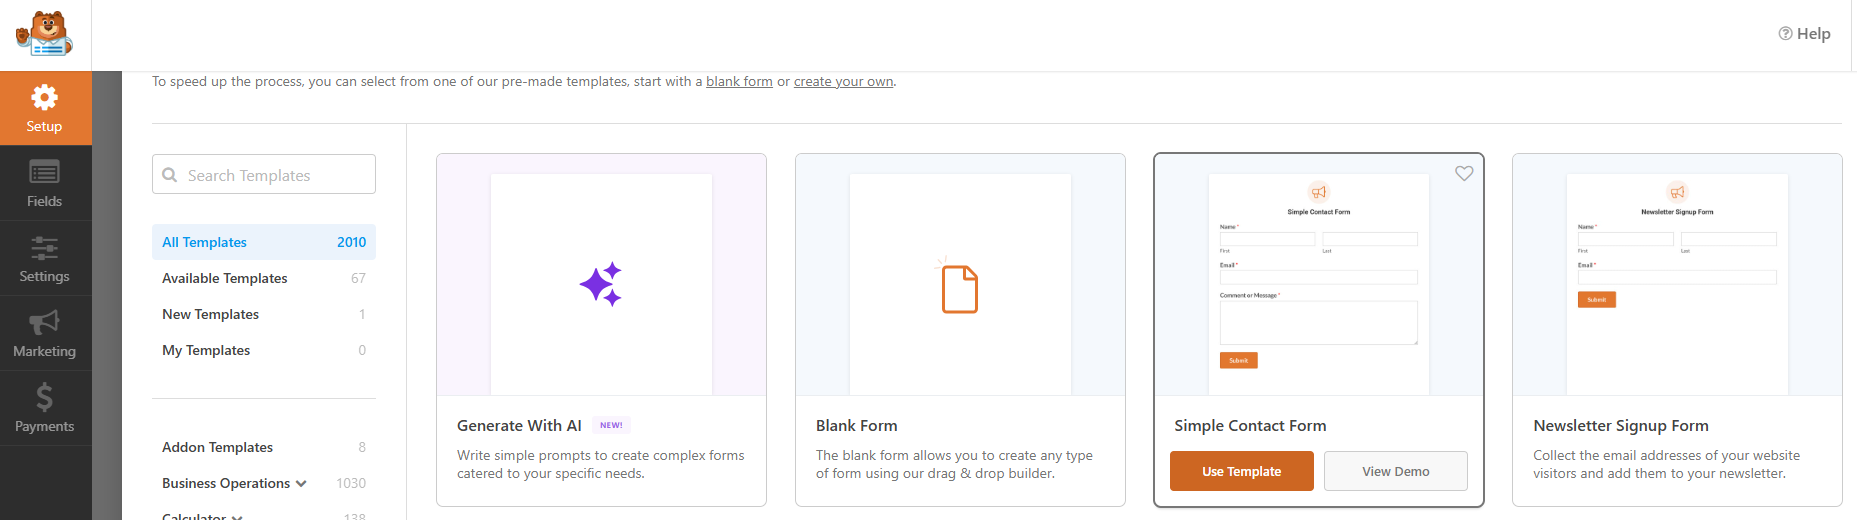 Help
To speed up the process, you can select from one of our pre-made templates, start with a blank form or create your own.
Setup
Fields
Settings
Marketing
Payments
Search Templates
All Templates 2010
Available Templates 67
New Templates 1
My Templates 0
Addon Templates 8
Business Operations 1030
Calculator 138
Generate With AI NEW!
Write simple prompts to create complex forms
catered to your specific needs.
Blank Form
The blank form allows you to create any type
of form using our drag & drop builder.
Simple Contact Form
Name *
First Last
Email *
Comment or Message *
Submit
Simple Contact Form
Use Template View Demo
Newsletter Signup Form
Name *
First Last
Email *
Submit
Newsletter Signup Form
Collect the email addresses of your website
visitors and add them to your newsletter.